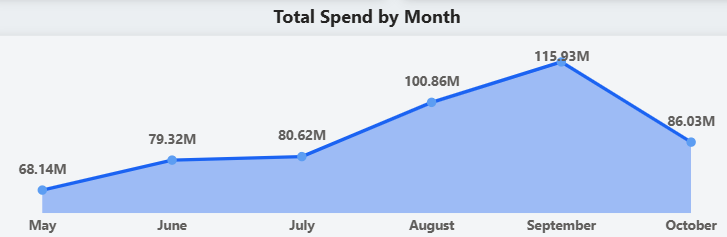 Total Spend by Month
115.93M
100.86M
86.03M
79.32M
80.62M
68.14M
May June July August September October